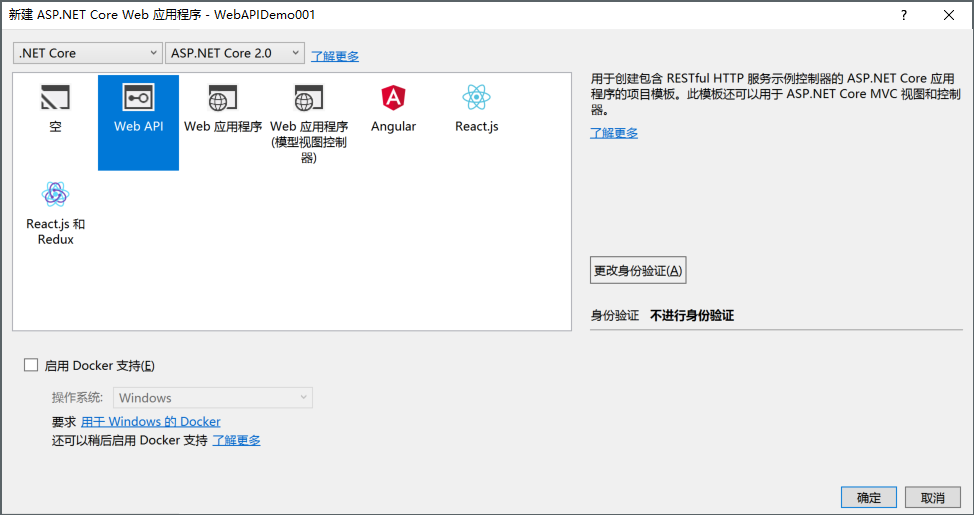 新建 ASP.NET Core Web 应用程序 - WebAPIDemo001
?
.NET Core
ASP.NET Core 2.0
了解更多
空
Web API
Web 应用程序
Web 应用程序
(模型视图控制
器)
Angular
React.js
React.js 和
Redux
用于创建包含 RESTful HTTP 服务示例控制器的 ASP.NET Core 应用
程序的项目模板。此模板还可以用于 ASP.NET Core MVC 视图和控制
器。
了解更多
更改身份验证(A)
身份验证 不进行身份验证
启用 Docker 支持(E)
操作系统: Windows
要求 用于 Windows 的 Docker
还可以稍后启用 Docker 支持 了解更多
确定
取消